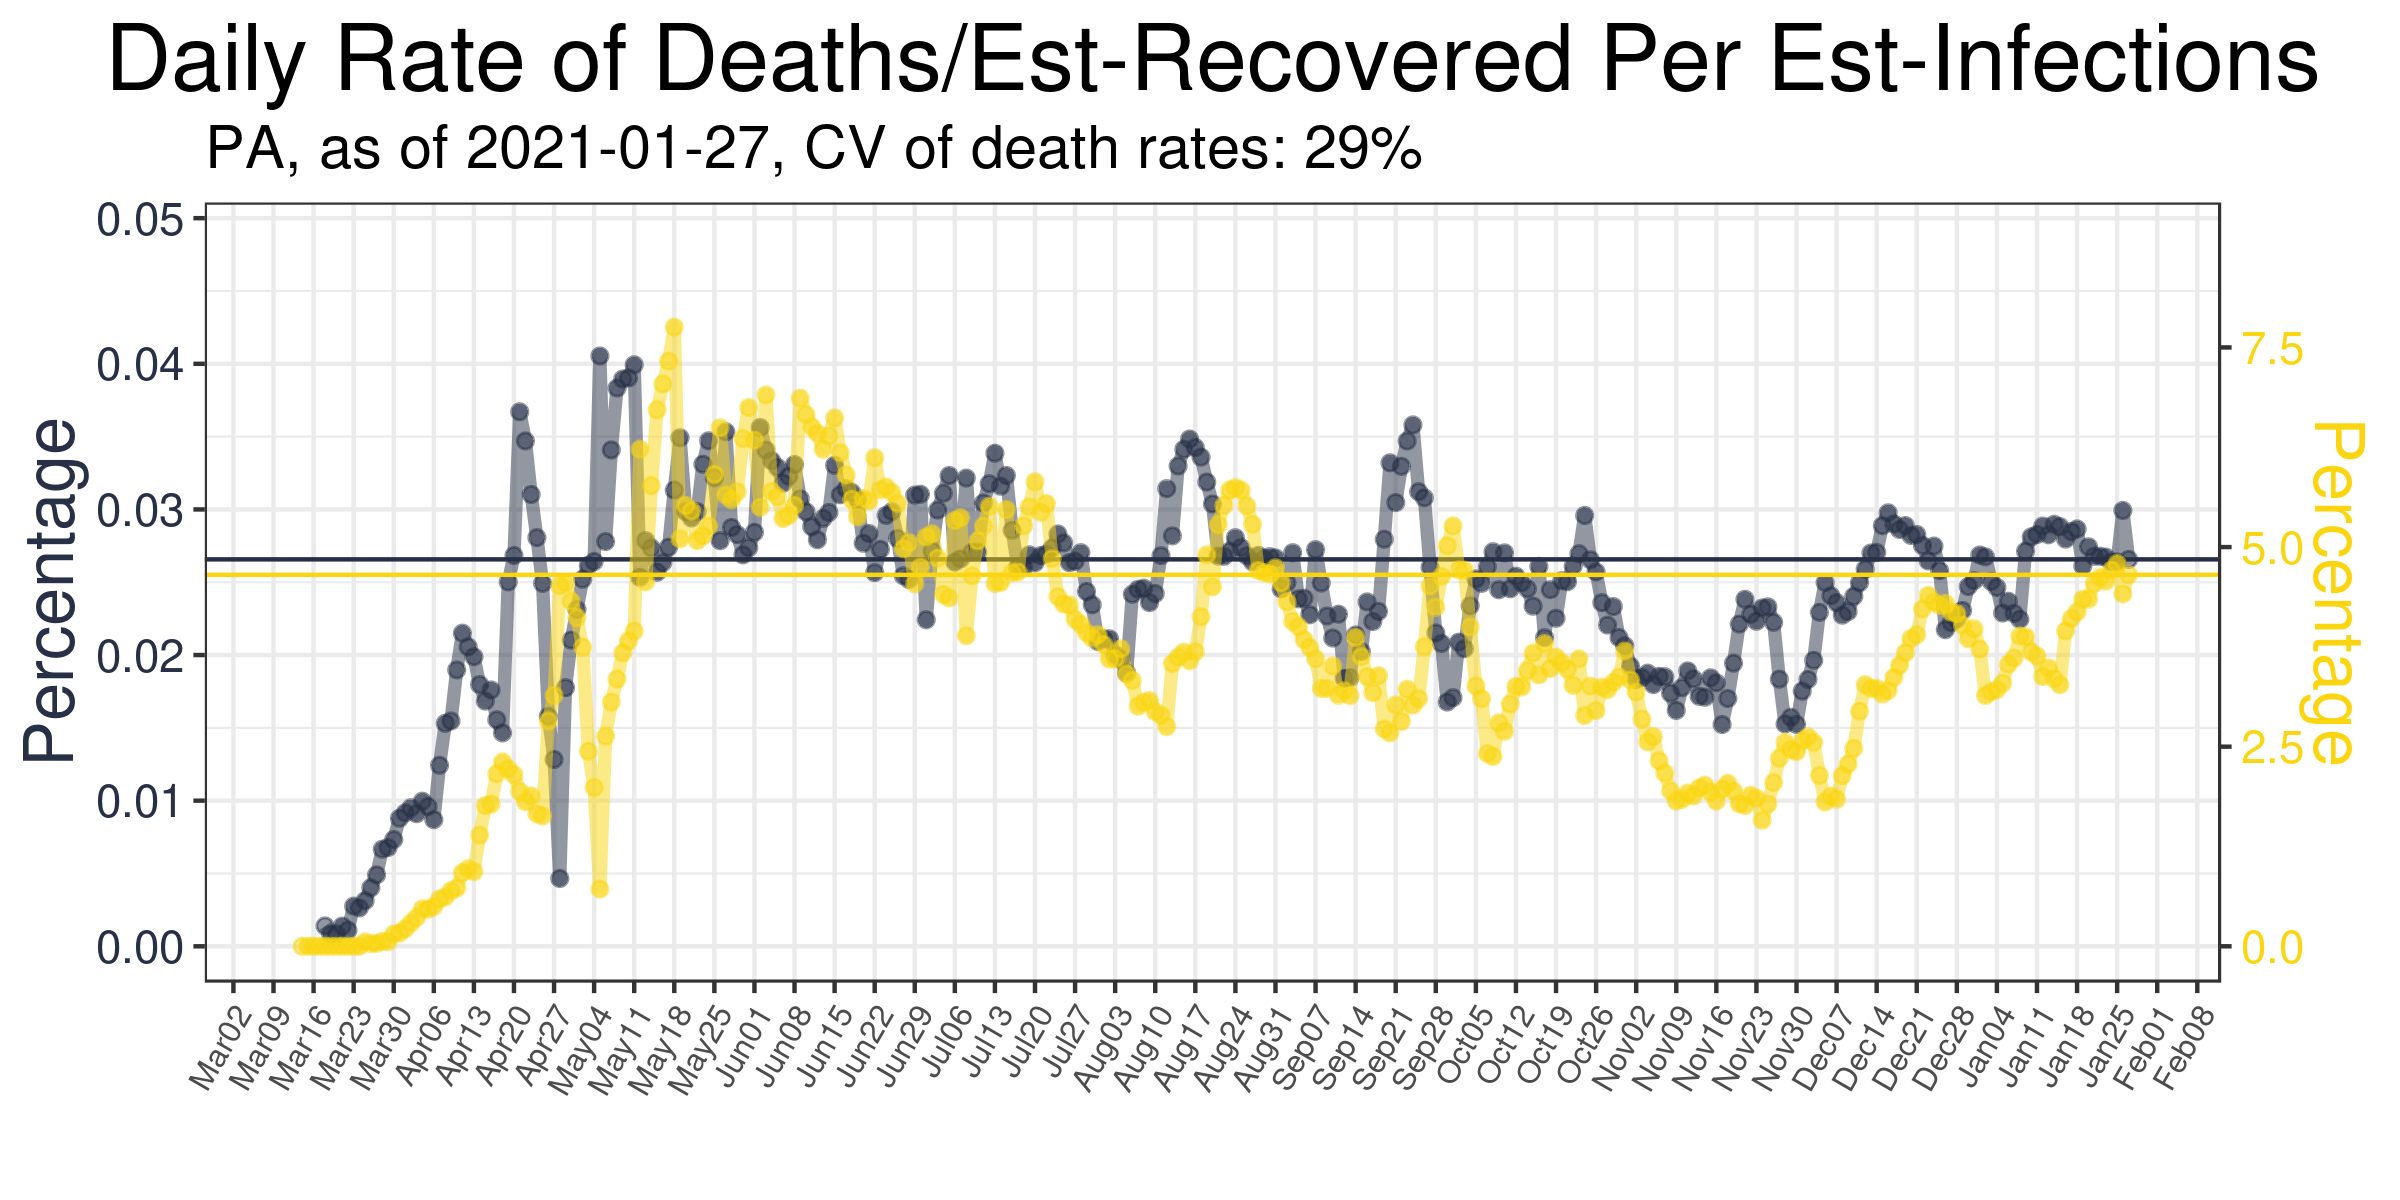 Daily Rate of Deaths/Est-Recovered Per Est-Infections
PA, as of 2021-01-27, CV of death rates: 29%
Percentage
0.05
0.04
0.03
0.02
0.01
0.00
7.5
5.0
2.5
0.0
Percentage
Mar02 Mar09 Mar16 Mar23 Mar30 Apr06 Apr13 Apr20 Apr27 May04 May11 May18 May25 Jun01 Jun08 Jun15 Jun22 Jun29 Jul06 Jul13 Jul20 Jul27 Aug03 Aug10 Aug17 Aug24 Aug31 Sep07 Sep14 Sep21 Sep28 Oct05 Oct12 Oct19 Oct26 Nov02 Nov09 Nov16 Nov23 Nov30 Dec07 Dec14 Dec21 Dec28 Jan04 Jan11 Jan18 Jan25 Feb01 Feb08